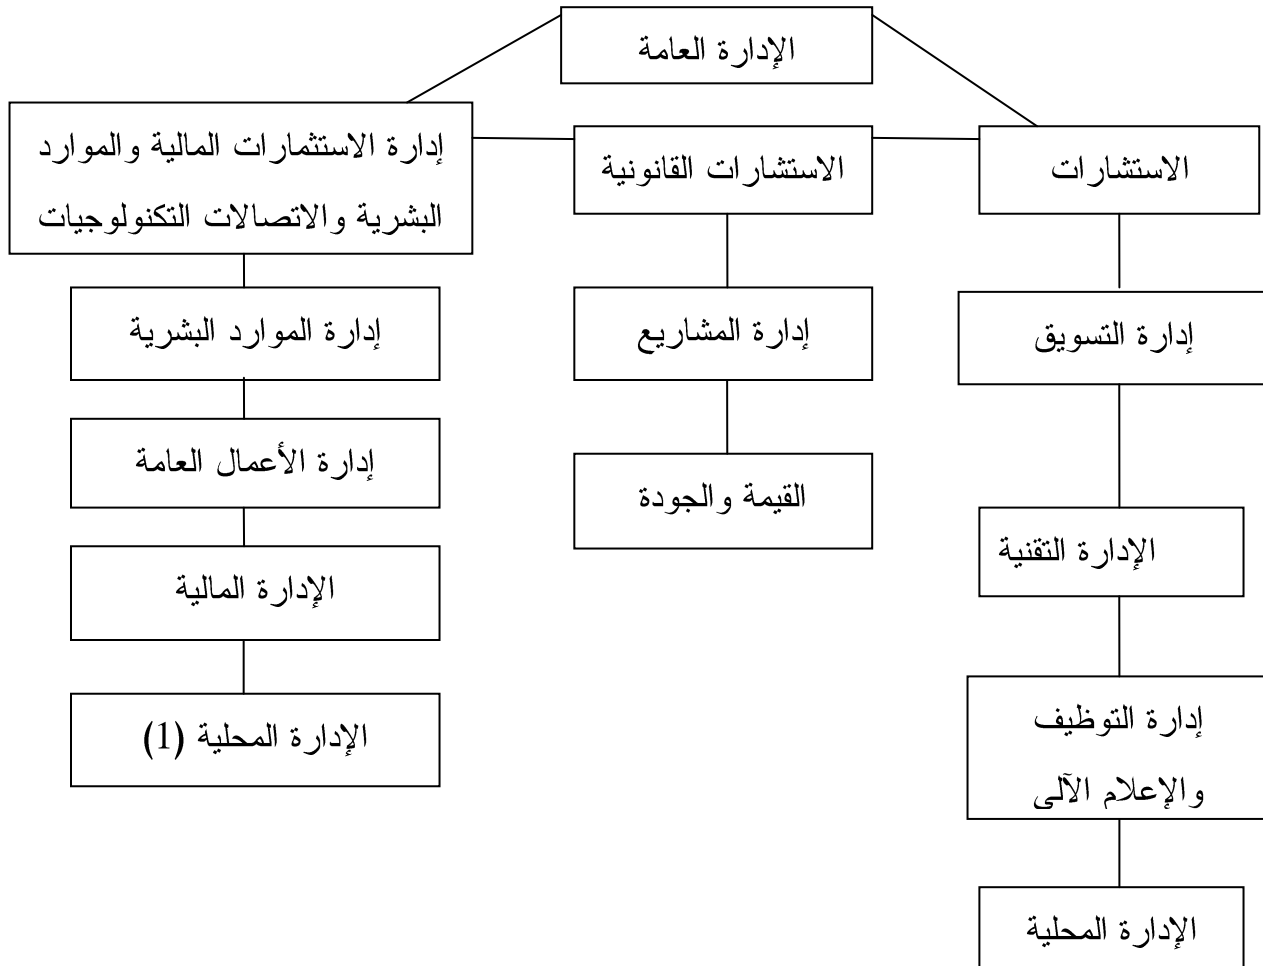 الإدارة العامة
الاستشارات
الاستشارات القانونية
إدارة الاستثمارات المالية والموارد
البشرية والاتصالات التكنولوجيات
إدارة التسويق
إدارة المشاريع
إدارة الموارد البشرية
إدارة الأعمال العامة
القيمة والجودة
الإدارة التقنية
الإدارة المالية
إدارة التوظيف
والإعلام الآلى
الإدارة المحلية (1)
الإدارة المحلية